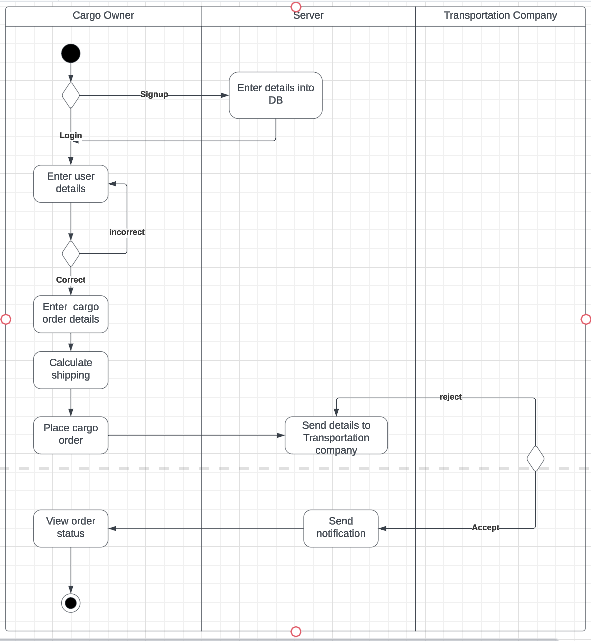 Cargo Owner
Server
Transportation Company
Signup
Enter details into
DB
Login
Enter user
details
incorrect
Correct
Enter  cargo
order details
Calculate
shipping
reject
Place cargo
order
Send details to
Transportation
company
View order
status
Send
notification
Accept